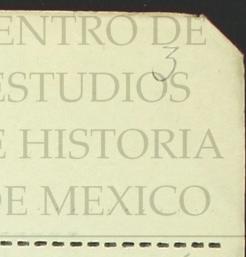 ENTRO DE
3
ESTUDIOS
E HISTORIA
DE MEXICO